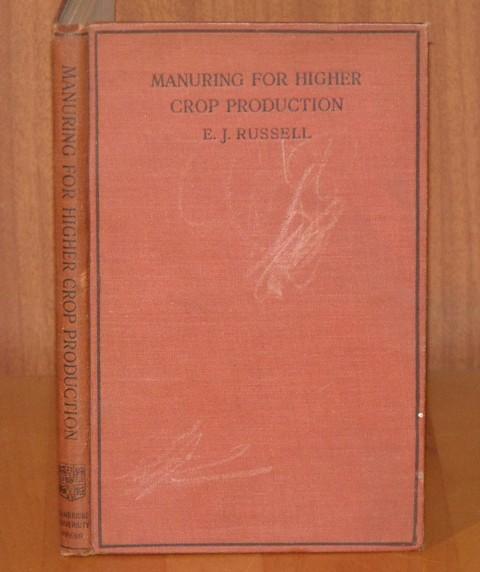 MANURING FOR HIGHER CROP PRODUCTION
CAMBRIDGE
UNIVERSITY
PRESS
MANURING FOR HIGHER
CROP PRODUCTION
E. J. RUSSELL